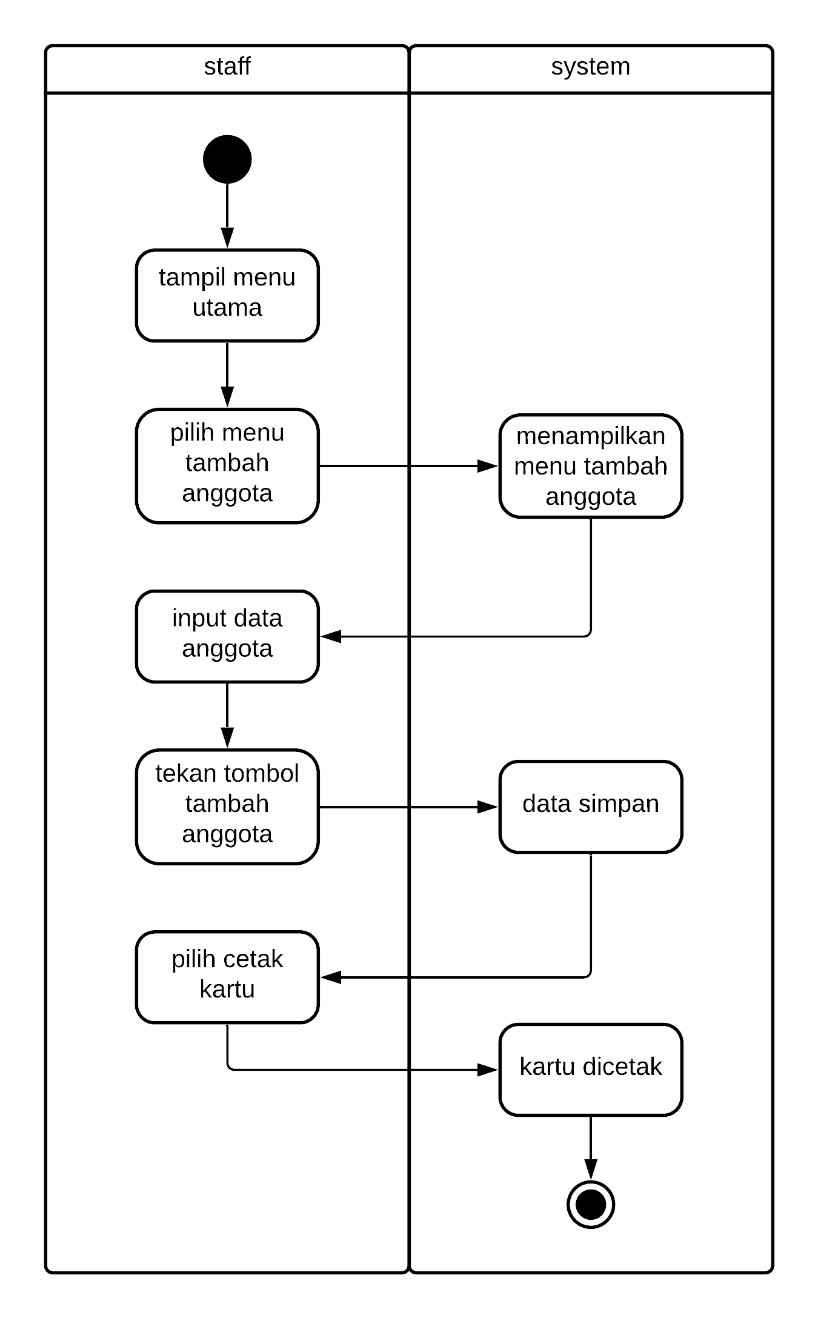 staff
system
tampil menu
utama
pilih menu
tambah
anggota
menampilkan
menu tambah
anggota
input data
anggota
tekan tombol
tambah
anggota
data simpan
pilih cetak
kartu
kartu dicetak